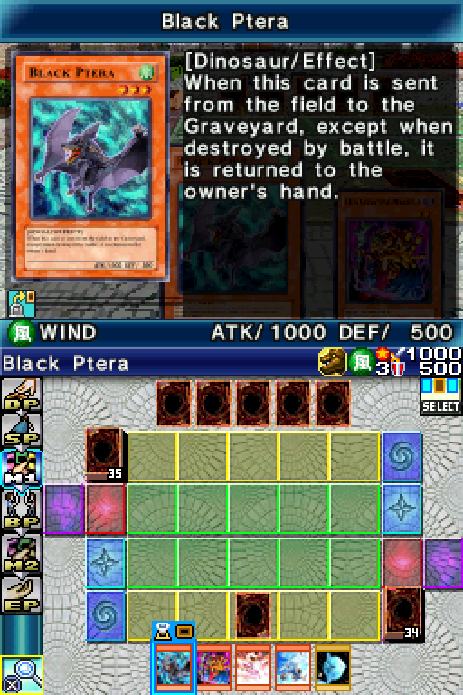 Black Ptera
BLACK PTERA
[Dinosaur/Effect]
When this card is sent
from the field to the
Graveyard, except when
destroyed by battle, it
is returned to the
owner's hand.
風 WIND
ATK/ 1000 DEF/ 500
Black Ptera
風
3
1000
500
SELECT
DP
SP
M1
BP
M2
EP
35
34
X